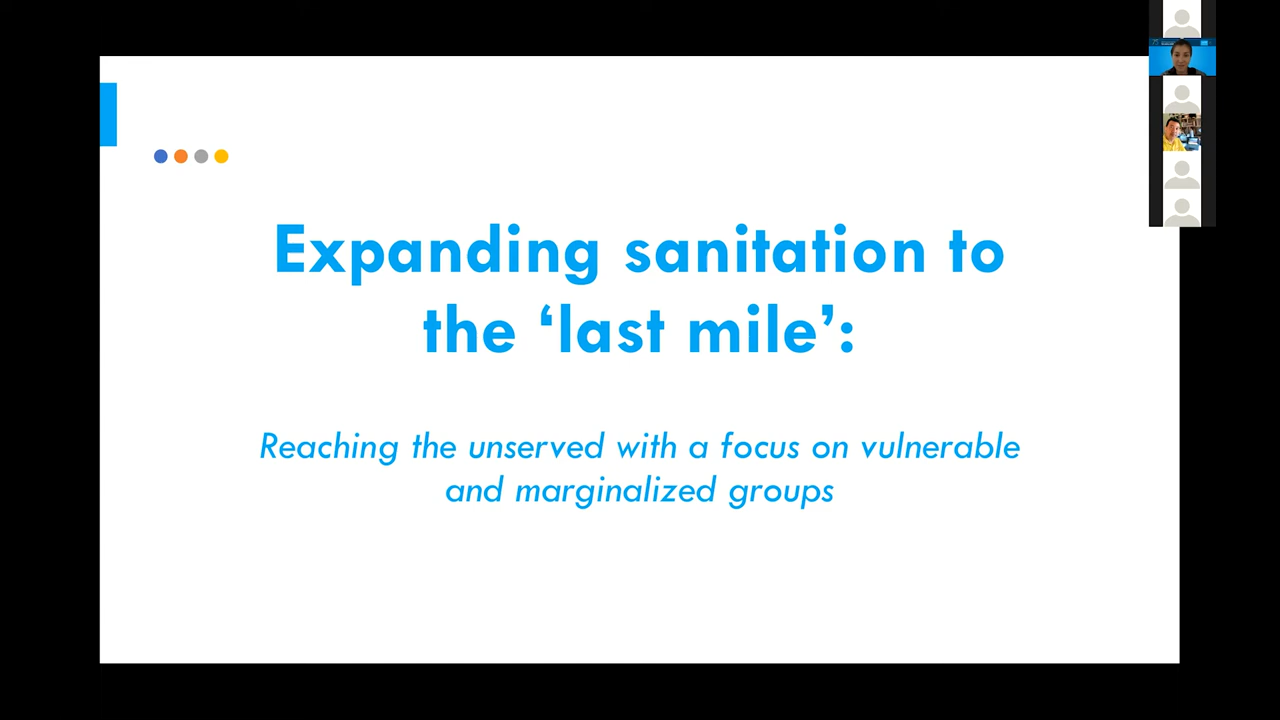 Expanding sanitation to
the ‘last mile’:
Reaching the unserved with a focus on vulnerable
and marginalized groups